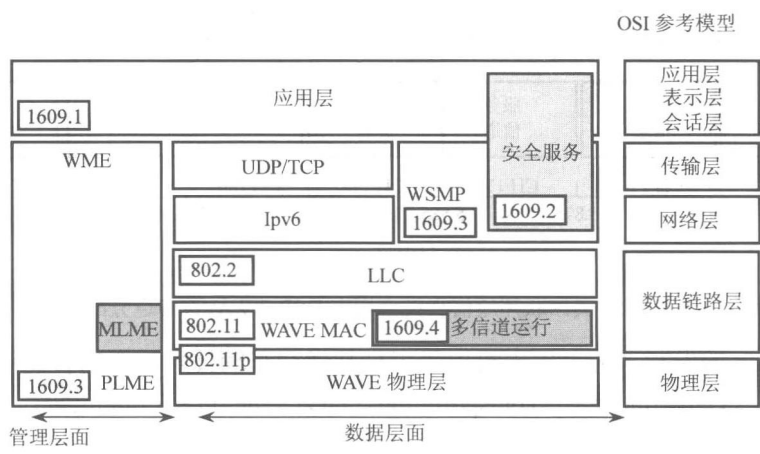 OSI 参考模型
应用层
1609.1
应用层
表示层
会话层
WME
UDP/TCP
安全服务
传输层
WSMP
Ipv6
1609.3
1609.2
网络层
802.2
LLC
数据链路层
MLME
802.11
WAVE MAC
1609.4
多信道运行
802.11p
1609.3
PLME
WAVE 物理层
物理层
管理层面
数据层面